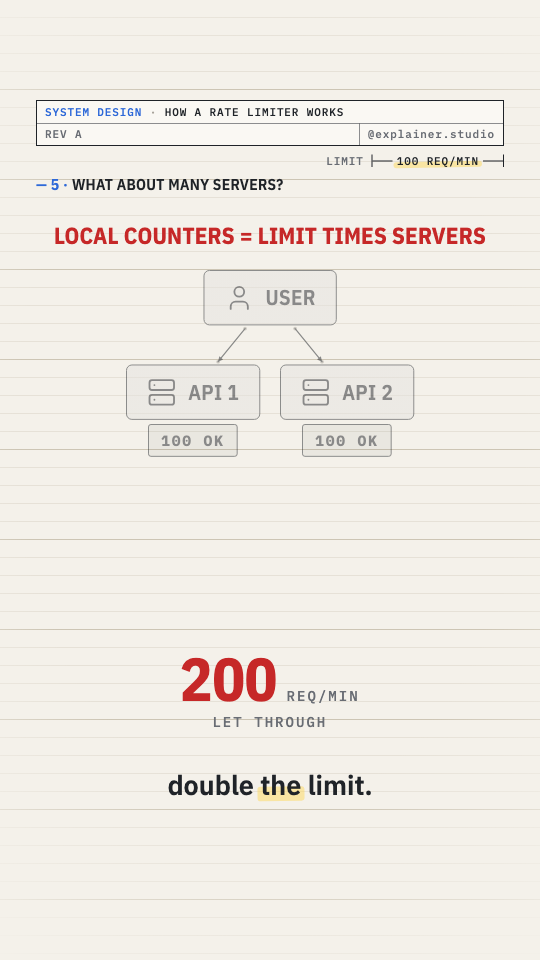 SYSTEM DESIGN · HOW A RATE LIMITER WORKS
REV A
@explainer.studio
LIMIT 100 REQ/MIN
— 5 · WHAT ABOUT MANY SERVERS?
LOCAL COUNTERS = LIMIT TIMES SERVERS
USER
API 1
API 2
100 OK
100 OK
200 REQ/MIN
LET THROUGH
double the limit.